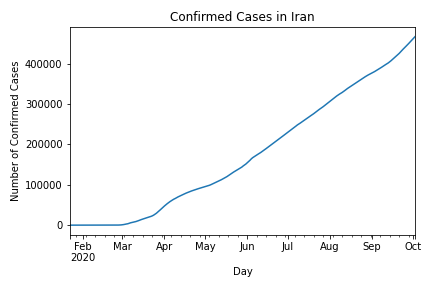 Confirmed Cases in Iran
Number of Confirmed Cases
400000
300000
200000
100000
0
Feb Mar Apr May Jun Jul Aug Sep Oct
2020
Day